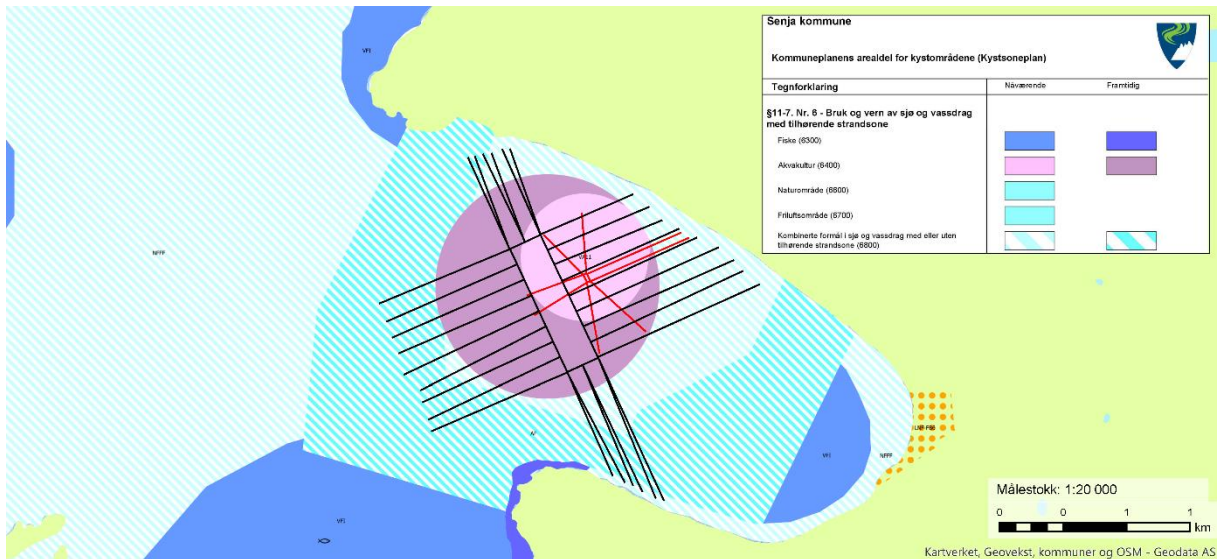 Senja kommune
Kommuneplanens arealdel for kystområdene (Kystsoneplan)
Tegnforklaring
Nåværende
Framtidig
§11-7. Nr. 6 - Bruk og vern av sjø og vassdrag
med tilhørende strandsone
Fiske (6300)
Akvakultur (6400)
Naturområde (6600)
Friluftsområde (6700)
Kombinerte formål i sjø og vassdrag med eller uten
tilhørende strandsone (6800)
VFI
NFFF
VFI
VFI
NFFF
Målestokk: 1:20 000
0 0 1 1
km
Kartverket, Geovekst, kommuner og OSM - Geodata AS